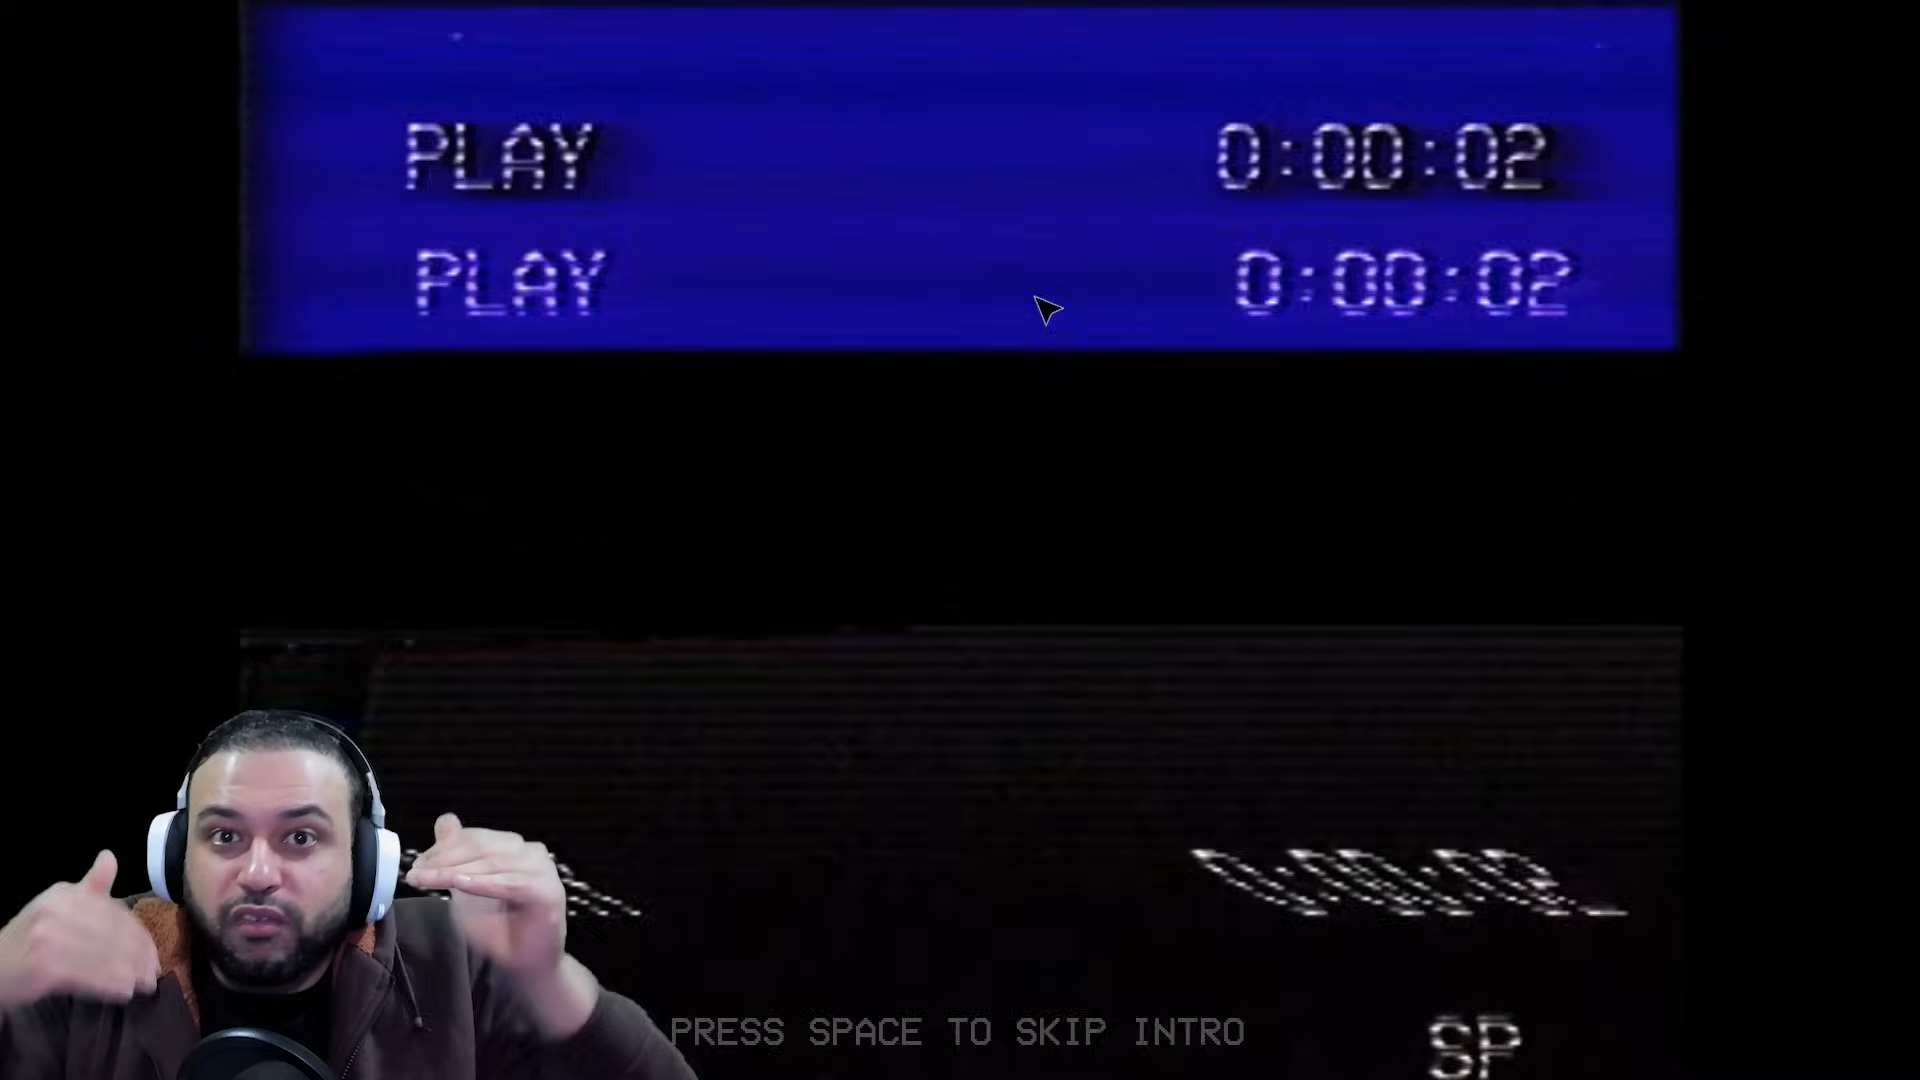 PLAY 0:00:02
PLAY 0:00:02
PRESS SPACE TO SKIP INTRO
SP